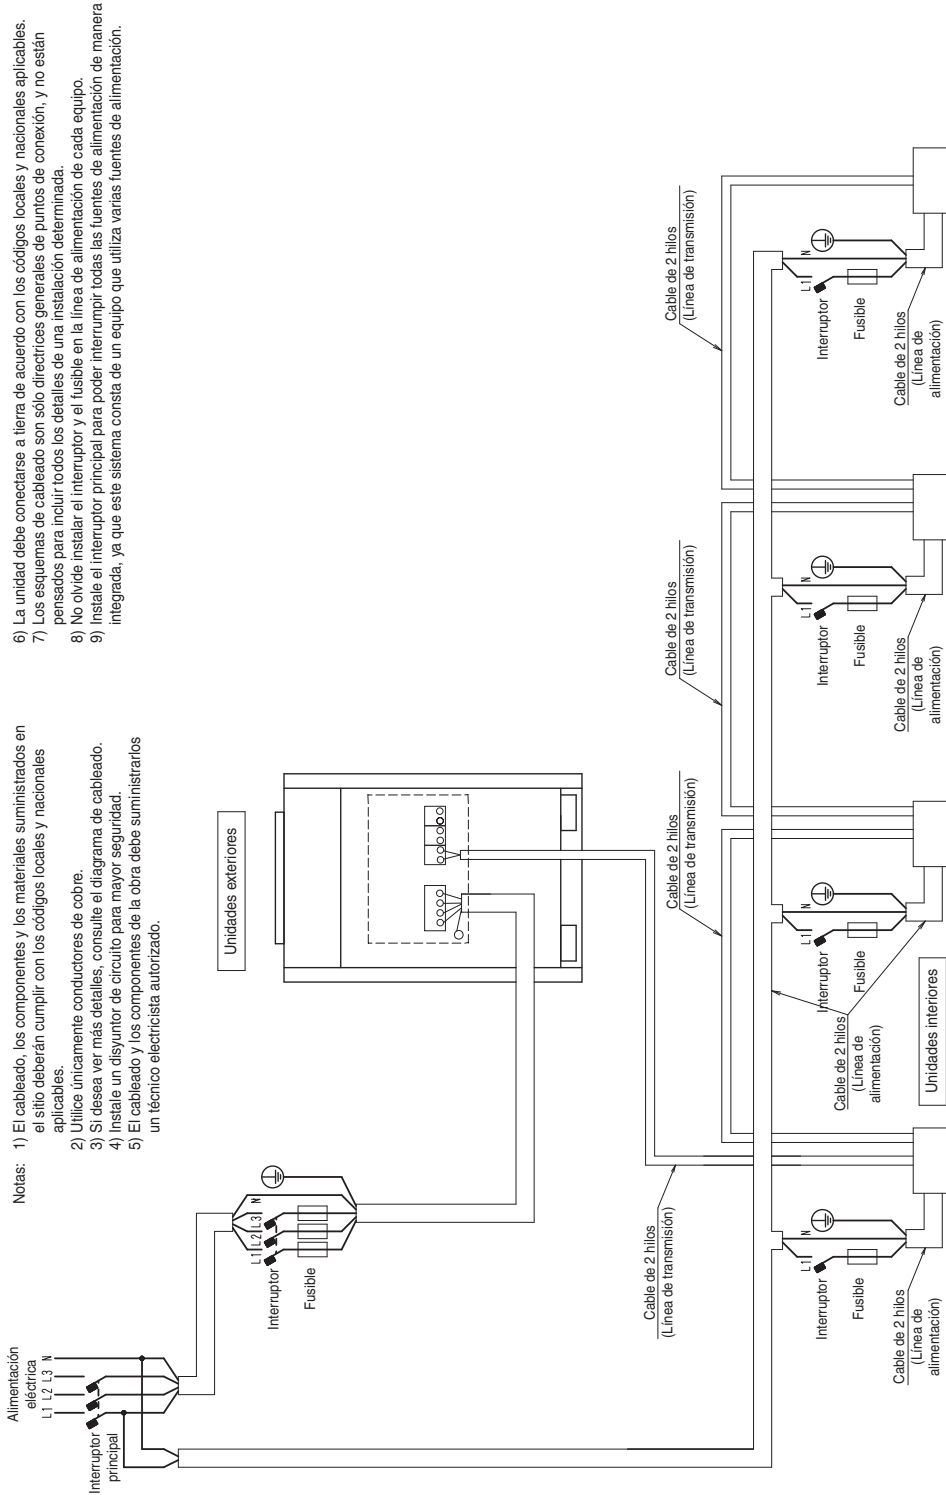 Notas: 1) El cableado, los componentes y los materiales suministrados en
el sitio deberán cumplir con los códigos locales y nacionales
aplicables.
2) Utilice únicamente conductores de cobre.
3) Si desea ver más detalles, consulte el diagrama de cableado.
4) Instale un disyuntor de circuito para mayor seguridad.
5) El cableado y los componentes de la obra debe suministrarlos
un técnico electricista autorizado.
6) La unidad debe conectarse a tierra de acuerdo con los códigos locales y nacionales aplicables.
7) Los esquemas de cableado son sólo directrices generales de puntos de conexión, y no están
pensados para incluir todos los detalles de una instalación determinada.
8) No olvide instalar el interruptor y el fusible en la línea de alimentación de cada equipo.
9) Instale el interruptor principal para poder interrumpir todas las fuentes de alimentación de manera
integrada, ya que este sistema consta de un equipo que utiliza varias fuentes de alimentación.
Alimentación
eléctrica
L1 L2 L3 N
Interruptor
principal
L1 L2 L3 N
Interruptor
Fusible
Unidades exteriores
Cable de 2 hilos
(Línea de transmisión)
Cable de 2 hilos
(Línea de transmisión)
Cable de 2 hilos
(Línea de transmisión)
Cable de 2 hilos
(Línea de transmisión)
L1 N
Interruptor
Fusible
Cable de 2 hilos
(Línea de
alimentación)
L1 N
Interruptor
Fusible
Cable de 2 hilos
(Línea de
alimentación)
Unidades interiores
L1 N
Interruptor
Fusible
Cable de 2 hilos
(Línea de
alimentación)
L1 N
Interruptor
Fusible
Cable de 2 hilos
(Línea de
alimentación)